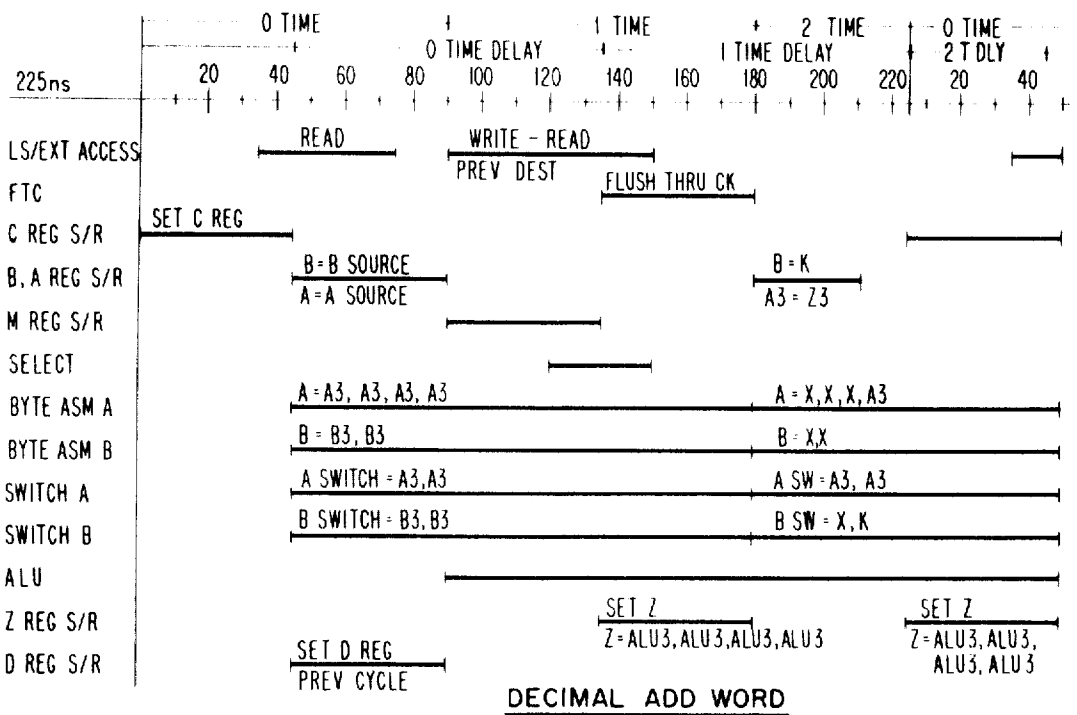 0 TIME 1 TIME 2 TIME 0 TIME
0 TIME DELAY 1 TIME DELAY 2 T DLY
225ns 20 40 60 80 100 120 140 160 180 200 220 20 40
LS/EXT ACCESS READ WRITE - READ
PREV DEST
FTC FLUSH THRU CK
C REG S/R SET C REG
B, A REG S/R B = B SOURCE B = K
A = A SOURCE A3 = Z3
M REG S/R
SELECT
BYTE ASM A A = A3, A3, A3, A3 A = X, X, X, A3
BYTE ASM B B = B3, B3 B = X,X
SWITCH A A SWITCH = A3,A3 A SW = A3, A3
SWITCH B B SWITCH = B3,B3 B SW = X, K
ALU
Z REG S/R SET Z SET Z
Z = ALU3, ALU3, ALU3, ALU3 Z = ALU3, ALU3,
ALU3, ALU3
D REG S/R SET D REG
PREV CYCLE
DECIMAL ADD WORD